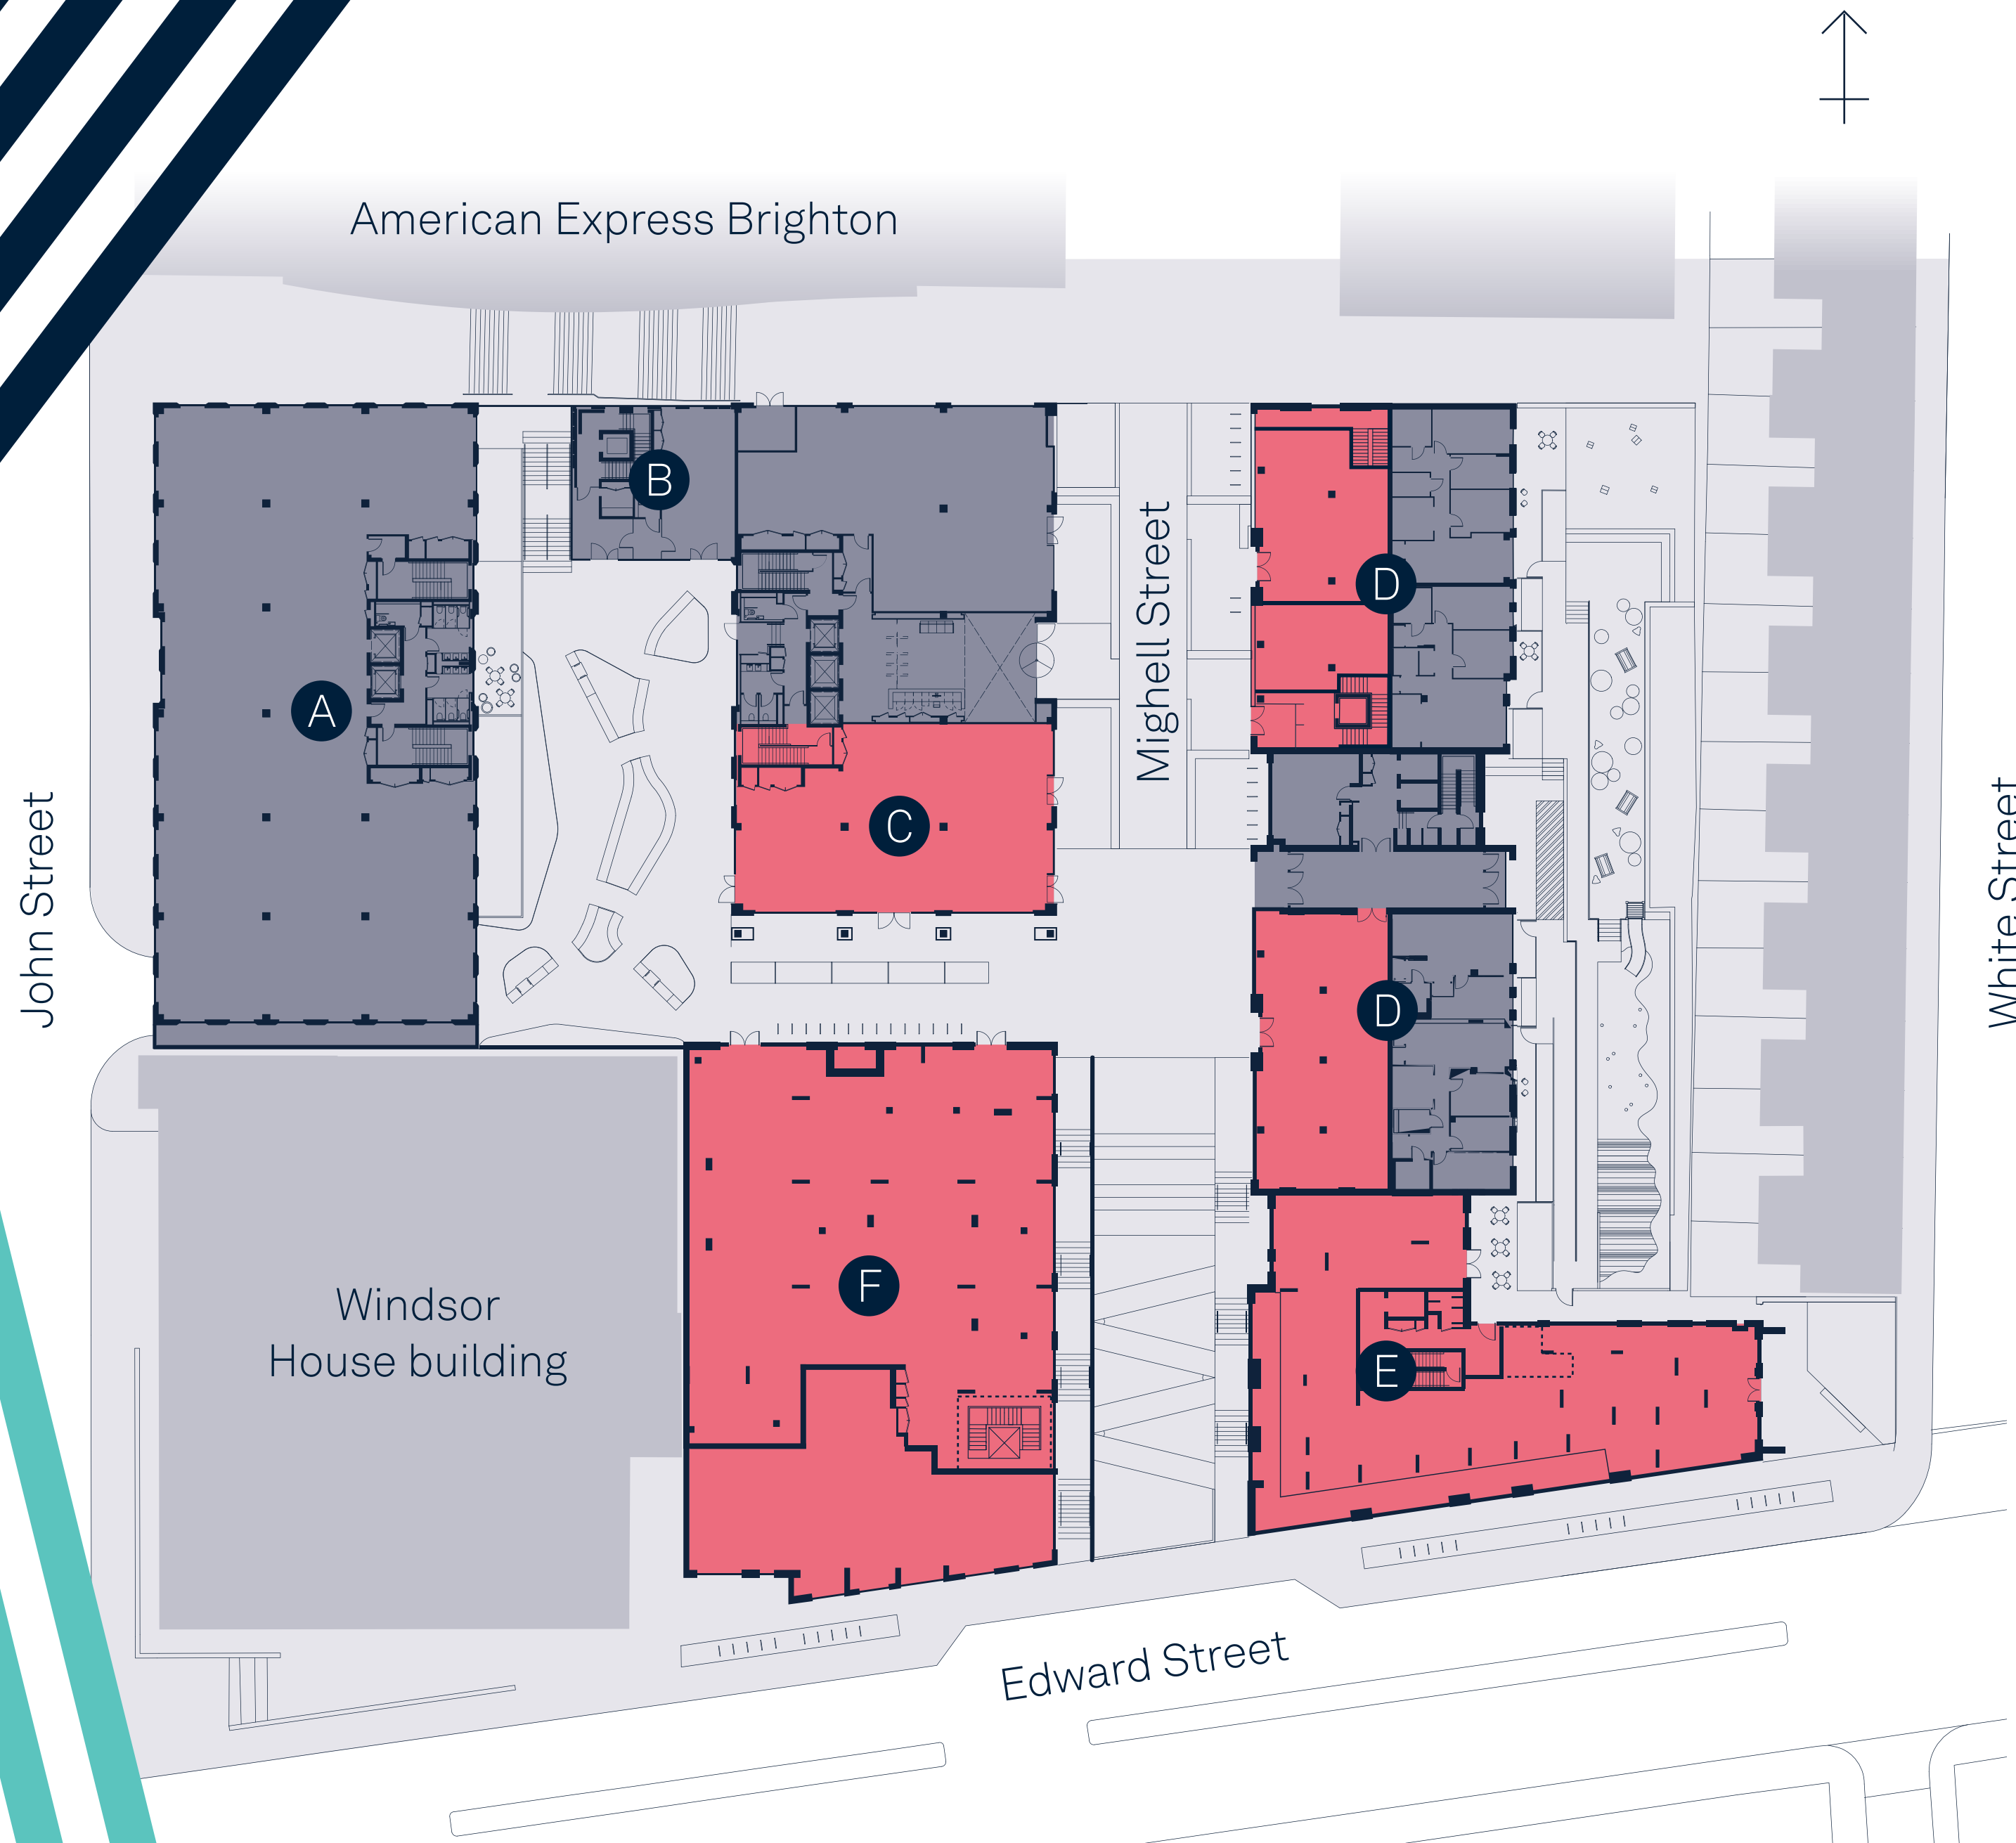 American Express Brighton
B
D
A
Mighell Street
C
John Street
White Street
D
F
Windsor
House building
E
Edward Street